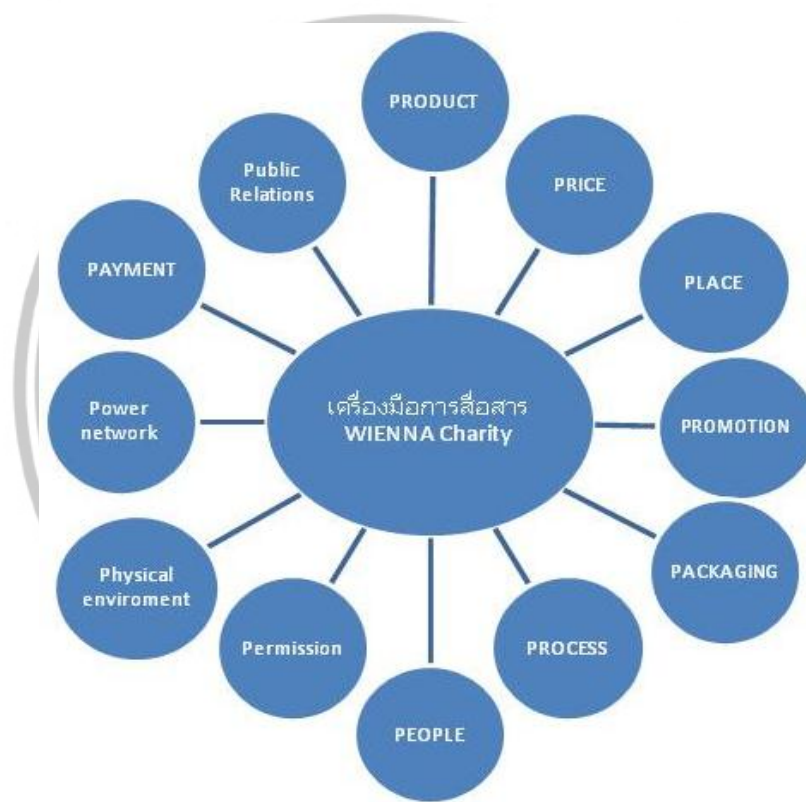 PRODUCT
PRICE
PLACE
PROMOTION
PACKAGING
PROCESS
PEOPLE
Permission
Physical
enviroment
Power
network
PAYMENT
Public
Relations
เครื่องมือการสื่อสาร
WIENNA Charity